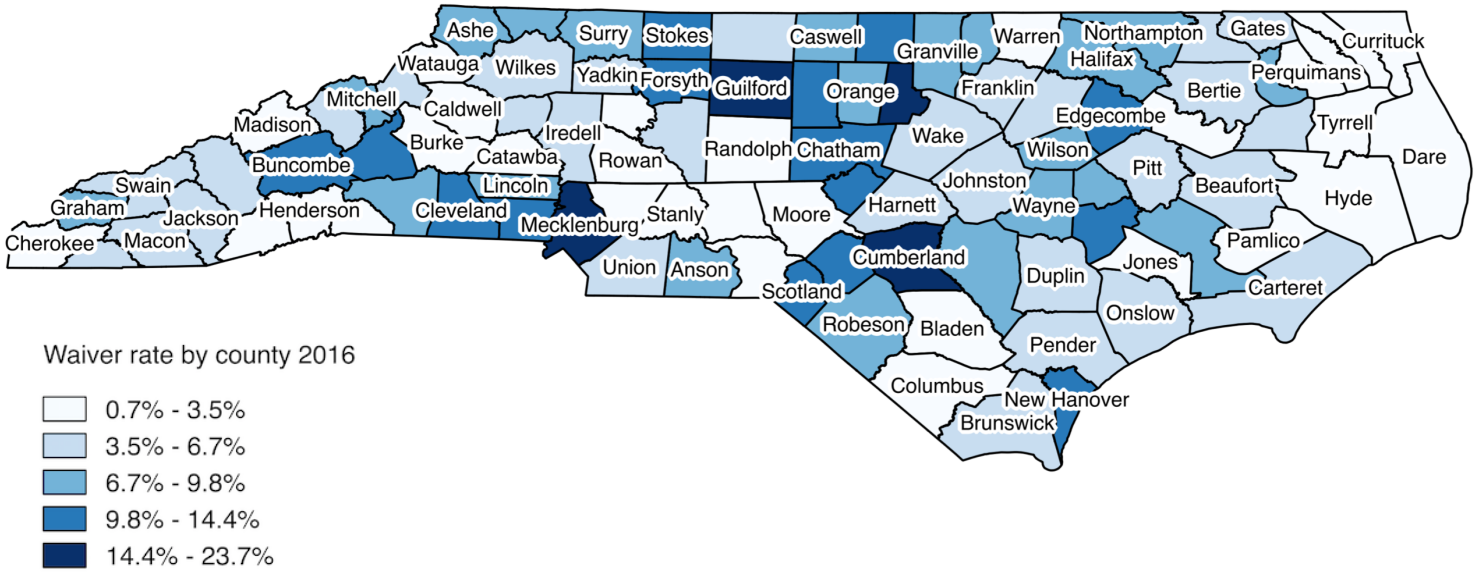 Ashe
Surry
Stokes
Caswell
Granville
Warren
Northampton
Gates
Currituck
Watauga
Wilkes
Yadkin
Forsyth
Guilford
Orange
Franklin
Halifax
Bertie
Perquimans
Mitchell
Caldwell
Iredell
Edgecombe
Tyrrell
Madison
Burke
Catawba
Rowan
Randolph
Chatham
Wake
Wilson
Pitt
Dare
Buncombe
Lincoln
Johnston
Beaufort
Hyde
Swain
Graham
Jackson
Henderson
Cleveland
Mecklenburg
Stanly
Moore
Harnett
Wayne
Pamlico
Cherokee
Macon
Union
Anson
Cumberland
Duplin
Jones
Carteret
Scotland
Robeson
Bladen
Onslow
Pender
Columbus
New Hanover
Brunswick
Waiver rate by county 2016
0.7% - 3.5%
3.5% - 6.7%
6.7% - 9.8%
9.8% - 14.4%
14.4% - 23.7%